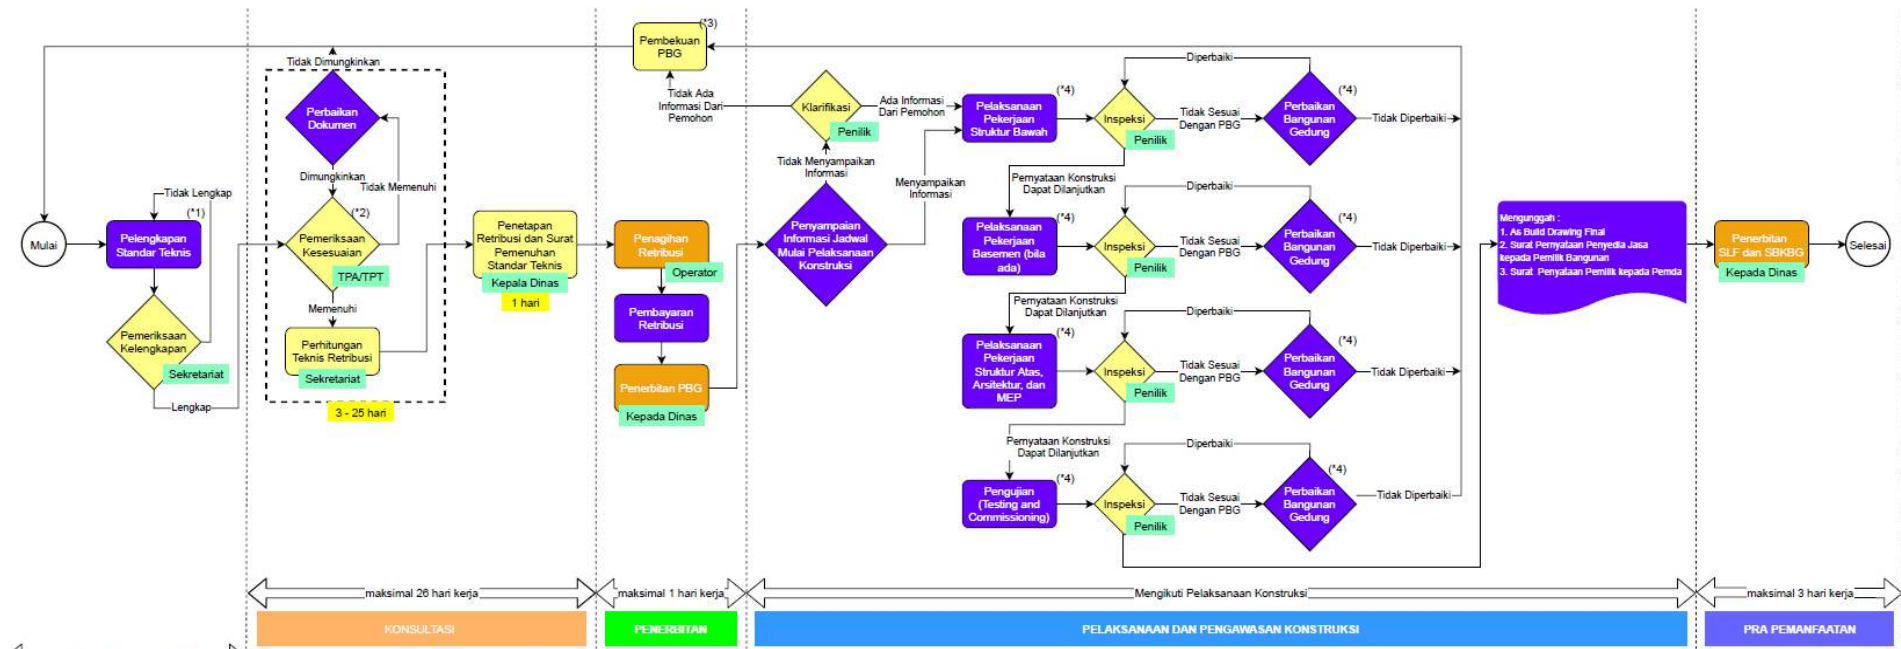 Mulai
Tidak Lengkap
(*1)
Pelengkapan
Standar Teknis
Pemeriksaan
Kelengkapan
Sekretariat
Lengkap
Tidak Dimungkinkan
Perbaikan
Dokumen
Dimungkinkan
Tidak Memenuhi
(*2)
Pemeriksaan
Kesesuaian
TPA/TPT
Memenuhi
Perhitungan
Teknis Retribusi
Sekretariat
3 - 25 hari
Penetapan
Retribusi dan Surat
Pemenuhan
Standar Teknis
Kepala Dinas
1 hari
(*3)
Pembekuan
PBG
Tidak Ada
Informasi Dari
Pemohon
Penagihan
Retribusi
Operator
Pembayaran
Retribusi
Penerbitan PBG
Kepada Dinas
Klarifikasi
Penilik
Ada Informasi
Dari Pemohon
Tidak Menyampaikan
Informasi
Menyampaikan
Informasi
Penyampaian
Informasi Jadwal
Mulai Pelaksanaan
Konstruksi
(*4)
Pelaksanaan
Pekerjaan
Struktur Bawah
Inspeksi
Penilik
Diperbaiki
Tidak Sesuai
Dengan PBG
(*4)
Perbaikan
Bangunan
Gedung
Tidak Diperbaiki
Pernyataan Konstruksi
Dapat Dilanjutkan
(*4)
Pelaksanaan
Pekerjaan
Basemen (bila
ada)
Inspeksi
Penilik
Diperbaiki
Tidak Sesuai
Dengan PBG
(*4)
Perbaikan
Bangunan
Gedung
Tidak Diperbaiki
Pernyataan Konstruksi
Dapat Dilanjutkan
(*4)
Pelaksanaan
Pekerjaan
Struktur Atas,
Arsitektur, dan
MEP
Inspeksi
Penilik
Diperbaiki
Tidak Sesuai
Dengan PBG
(*4)
Perbaikan
Bangunan
Gedung
Tidak Diperbaiki
Pernyataan Konstruksi
Dapat Dilanjutkan
(*4)
Pengujian
(Testing and
Commissioning)
Inspeksi
Penilik
Diperbaiki
Tidak Sesuai
Dengan PBG
(*4)
Perbaikan
Bangunan
Gedung
Tidak Diperbaiki
Mengunggah :
1. As Build Drawing Final
2. Surat Pernyataan Penyedia Jasa
kepada Pemilik Bangunan
3. Surat Penyataan Pemilik kepada Pemda
Penerbitan
SLF dan SBKBG
Kepada Dinas
Selesai
maksimal 26 hari kerja
maksimal 1 hari kerja
Mengikuti Pelaksanaan Konstruksi
maksimal 3 hari kerja
KONSULTASI
PENERBITAN
PELAKSANAAN DAN PENGAWASAN KONSTRUKSI
PRA PEMANFAATAN